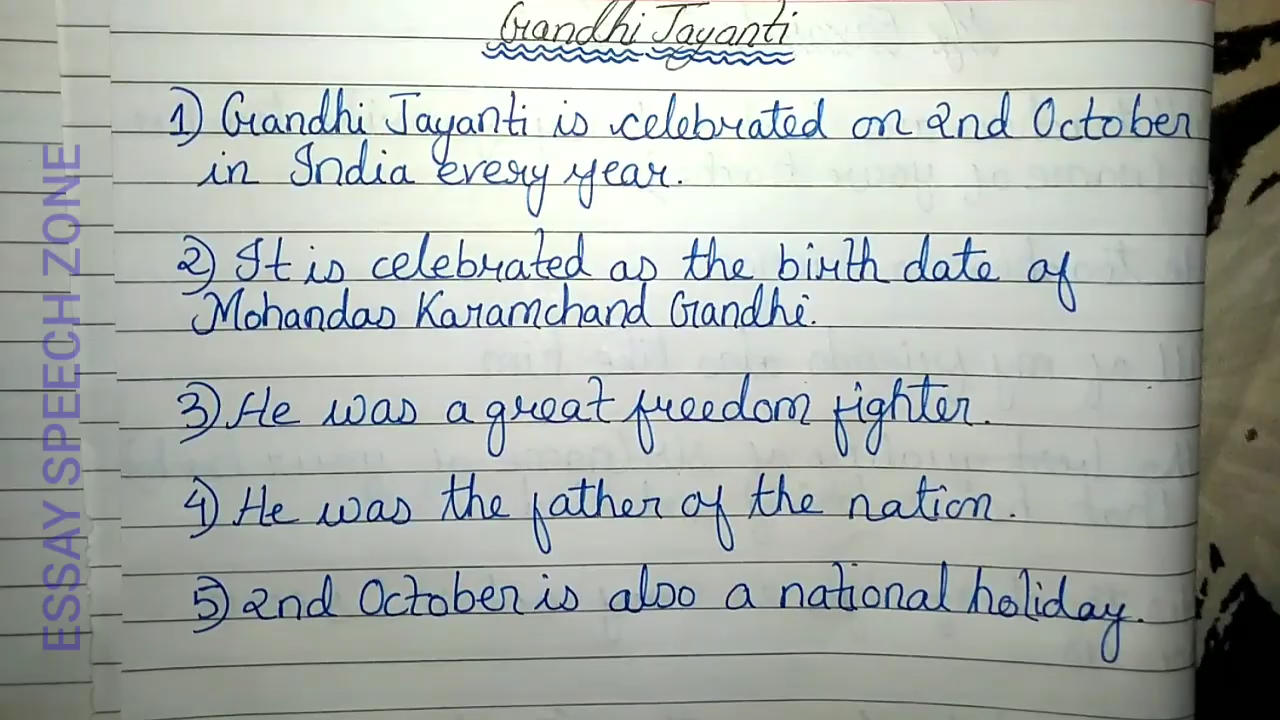 Gandhi Jayanti
1) Gandhi Jayanti is celebrated on 2nd October
in India every year.
2) It is celebrated as the birth date of
Mohandas Karamchand Gandhi.
3) He was a great freedom fighter.
4) He was the father of the nation.
5) 2nd October is also a national holiday.
ESSAY SPEECH ZONE